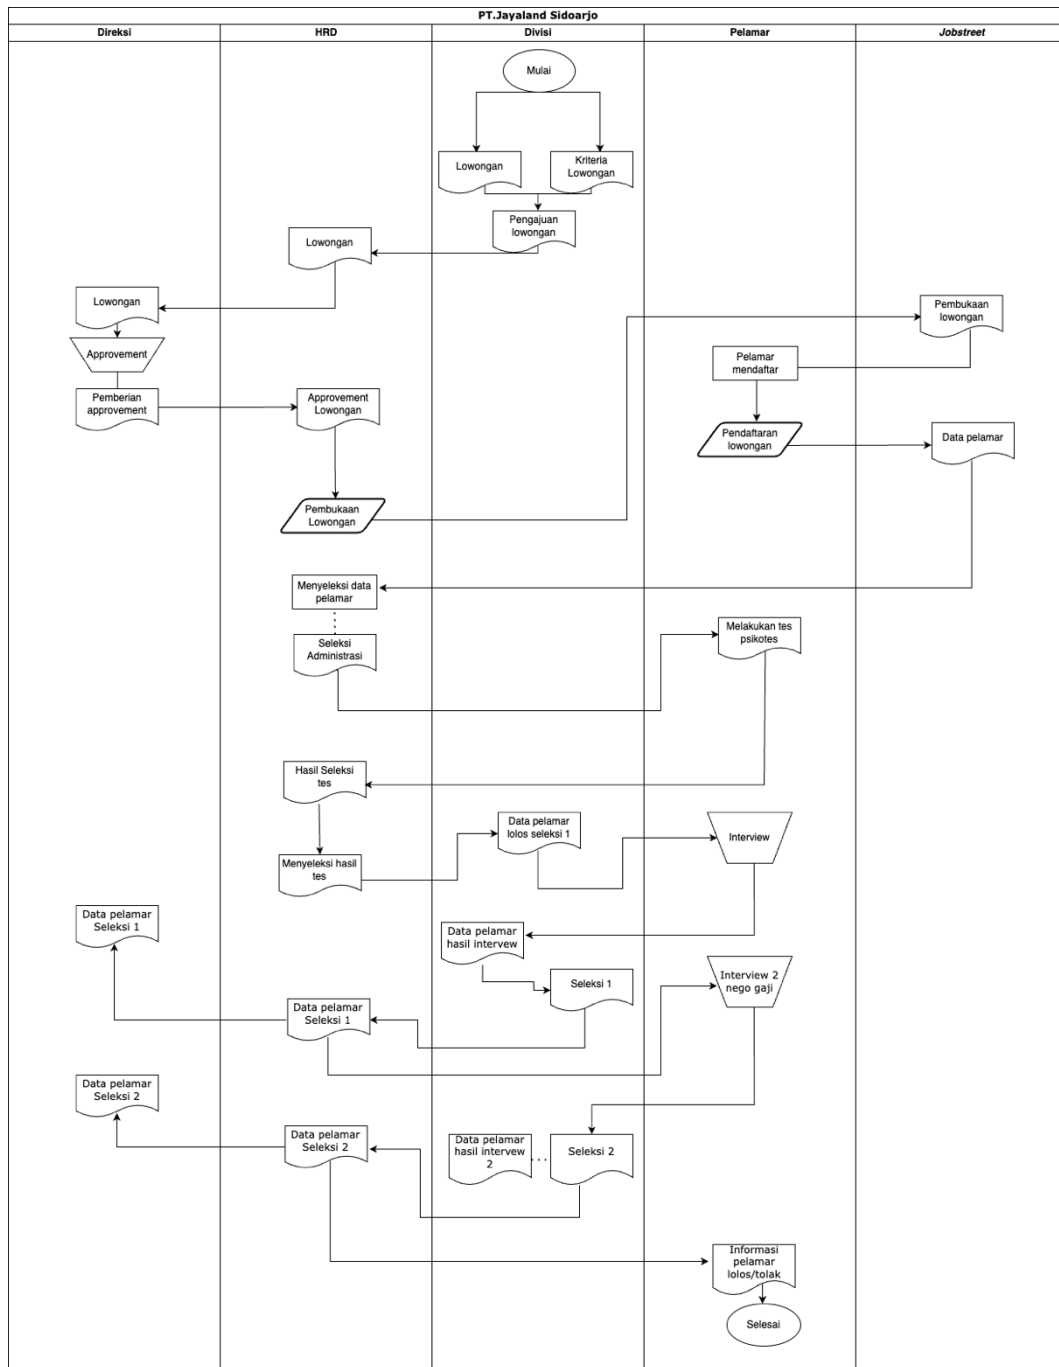 PT.Jayaland Sidoarjo
Direksi
HRD
Divisi
Pelamar
Jobstreet
Mulai
Lowongan
Kriteria
Lowongan
Pengajuan
lowongan
Lowongan
Lowongan
Approvement
Pemberian
approvement
Approvement
Lowongan
Pembukaan
Lowongan
Pembukaan
lowongan
Pelamar
mendaftar
Pendaftaran
lowongan
Data pelamar
Menyeleksi data
pelamar
Seleksi
Administrasi
Melakukan tes
psikotes
Hasil Seleksi
tes
Menyeleksi hasil
tes
Data pelamar
lolos seleksi 1
Interview
Data pelamar
hasil intervew
Seleksi 1
Data pelamar
Seleksi 1
Data pelamar
Seleksi 1
Interview 2
nego gaji
Seleksi 2
Data pelamar
hasil intervew
2
Data pelamar
Seleksi 2
Data pelamar
Seleksi 2
Informasi
pelamar
lolos/tolak
Selesai